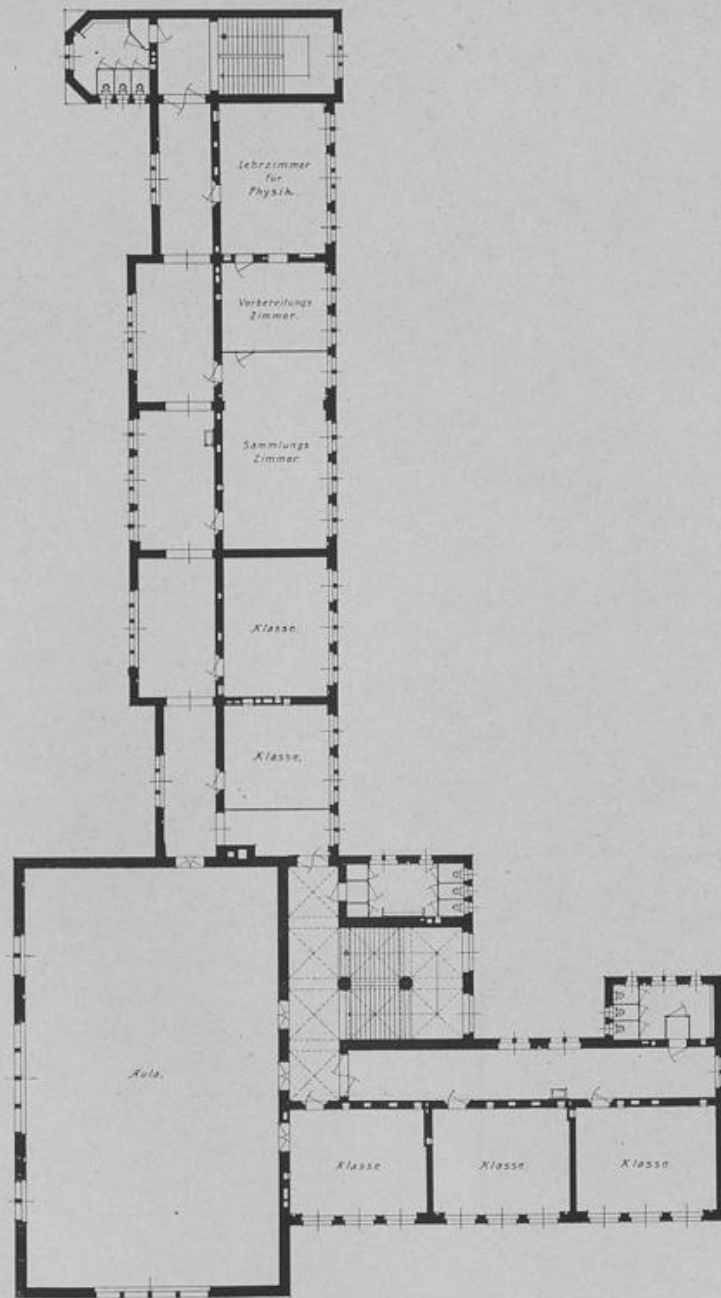 Lehrzimmer
für
Physik.
Vorbereitungs
Zimmer.
Sammlungs
Zimmer.
Klasse.
Klasse.
Aula.
Klasse
Klasse.
Klasse